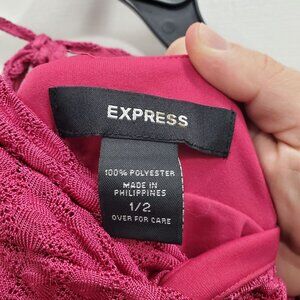 EXPRESS
100% POLYESTER
MADE IN
PHILIPPINES
1/2
OVER FOR CARE